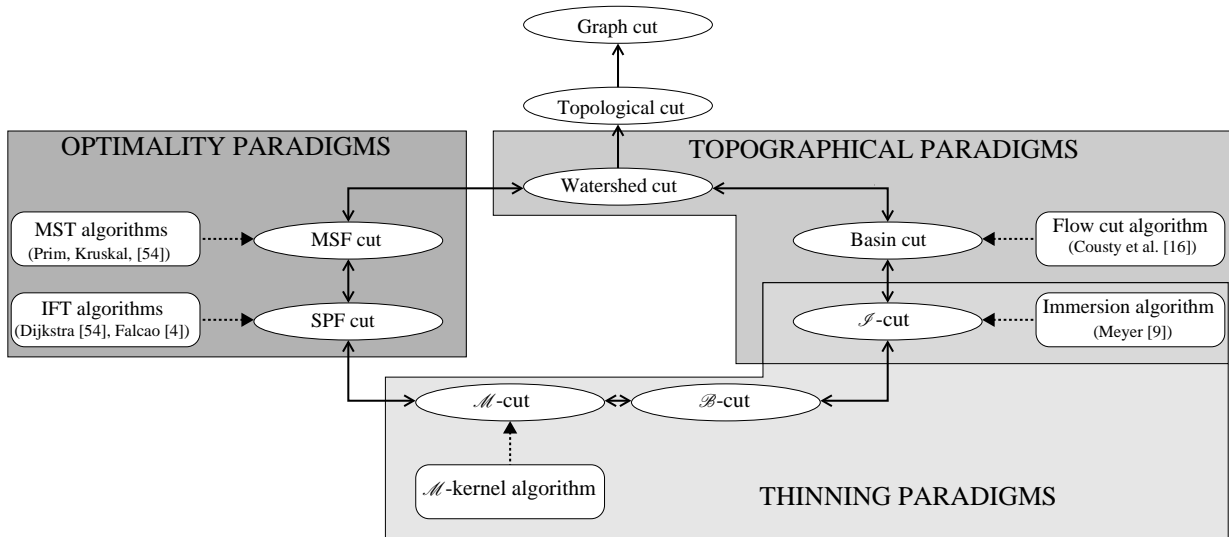 Graph cut
Topological cut
OPTIMALITY PARADIGMS
TOPOGRAPHICAL PARADIGMS
Watershed cut
MST algorithms
(Prim, Kruskal, [54])
MSF cut
Basin cut
Flow cut algorithm
(Cousty et al. [16])
IFT algorithms
(Dijkstra [54], Falcao [4])
SPF cut
ℐ-cut
Immersion algorithm
(Meyer [9])
ℳ-cut
ℬ-cut
ℳ-kernel algorithm
THINNING PARADIGMS